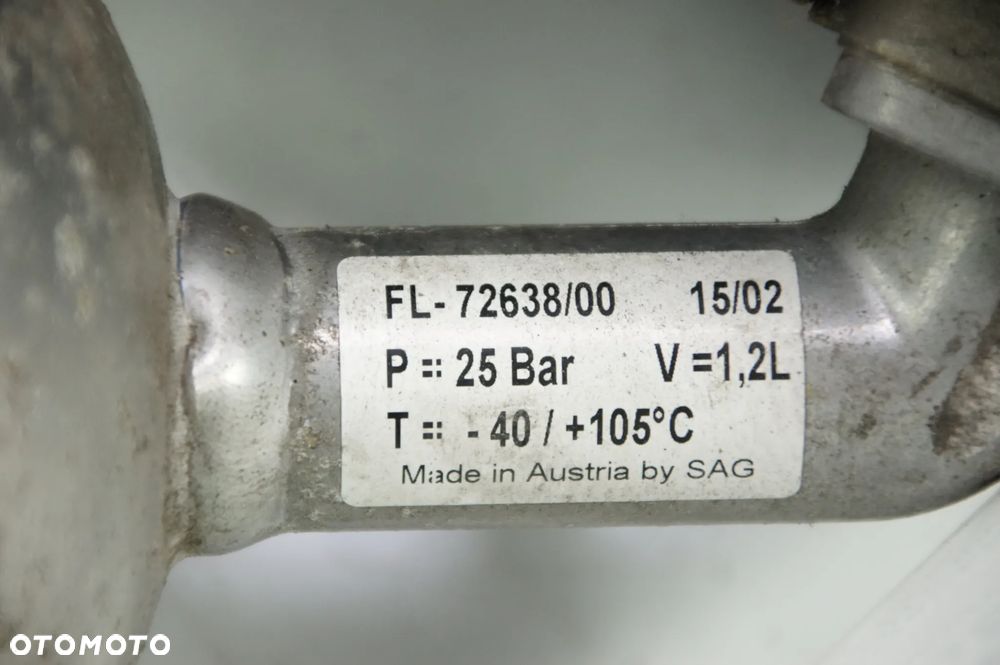 FL- 72638/00 15/02
P = 25 Bar V =1,2L
T = - 40 / +105°C
Made in Austria by SAG
OTOMOTO